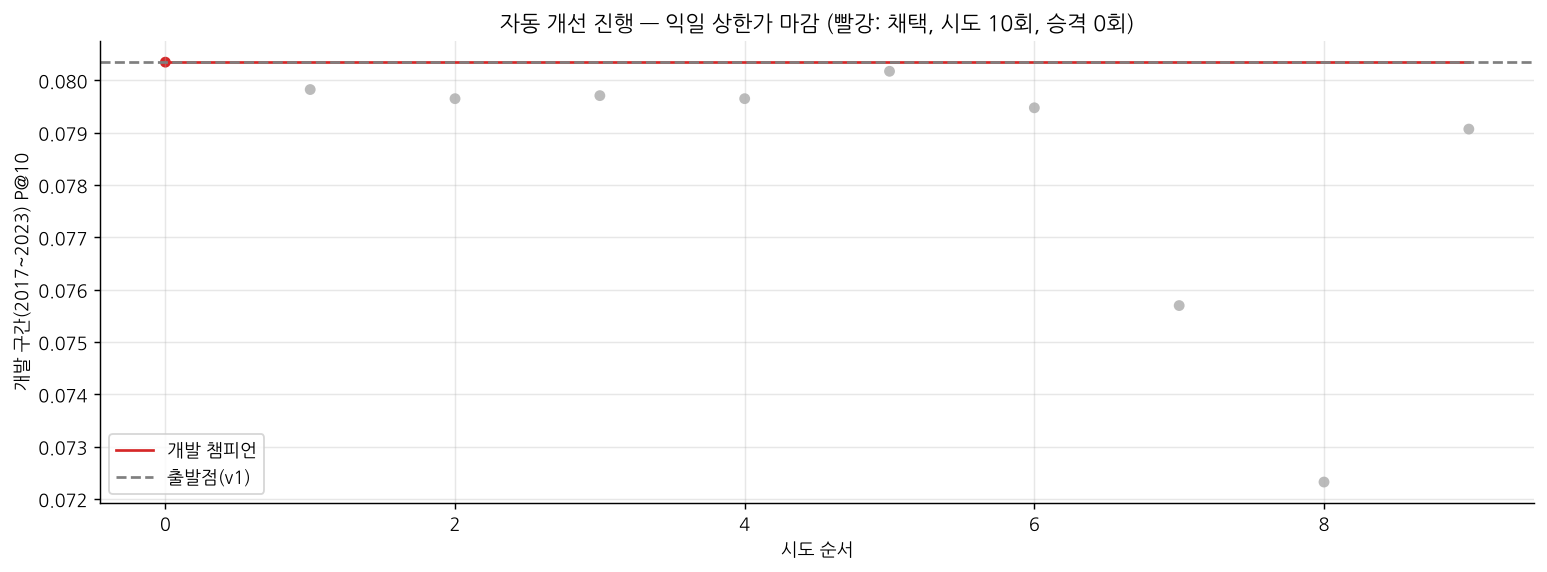 자동 개선 진행 — 익일 상한가 마감 (빨강: 채택, 시도 10회, 승격 0회)
개발 구간(2017~2023) P@10
0.080
0.079
0.078
0.077
0.076
0.075
0.074
0.073
0.072
개발 챔피언
출발점(v1)
0 2 4 6 8
시도 순서